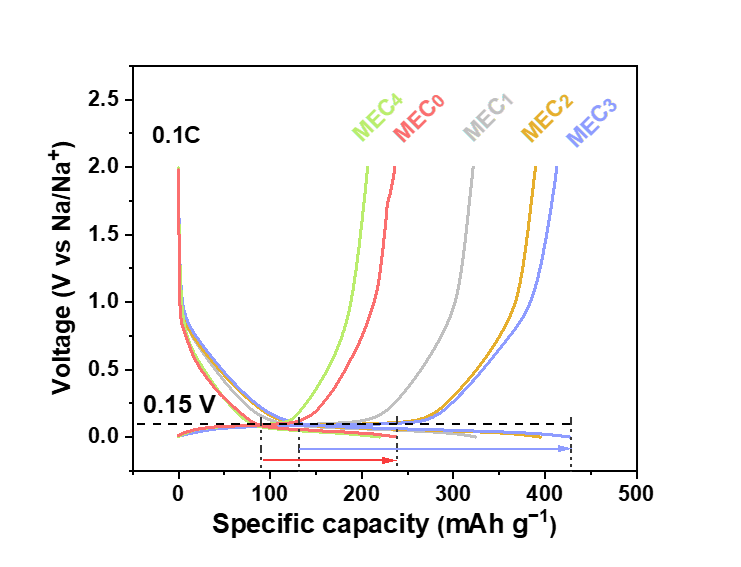 MEC4
MEC0
MEC1
MEC2
MEC3
0.1C
0.15 V
Voltage (V vs Na/Na⁺)
2.5
2.0
1.5
1.0
0.5
0.0
0 100 200 300 400 500
Specific capacity (mAh g⁻¹)